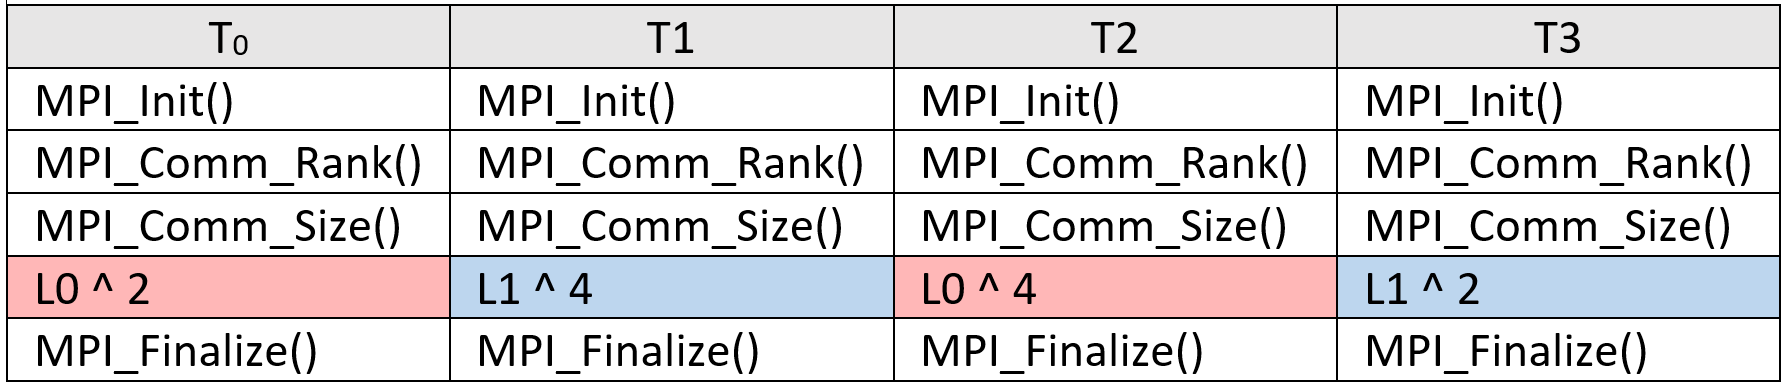 T₀ T1 T2 T3
MPI_Init() MPI_Init() MPI_Init() MPI_Init()
MPI_Comm_Rank() MPI_Comm_Rank() MPI_Comm_Rank() MPI_Comm_Rank()
MPI_Comm_Size() MPI_Comm_Size() MPI_Comm_Size() MPI_Comm_Size()
L0 ^ 2 L1 ^ 4 L0 ^ 4 L1 ^ 2
MPI_Finalize() MPI_Finalize() MPI_Finalize() MPI_Finalize()